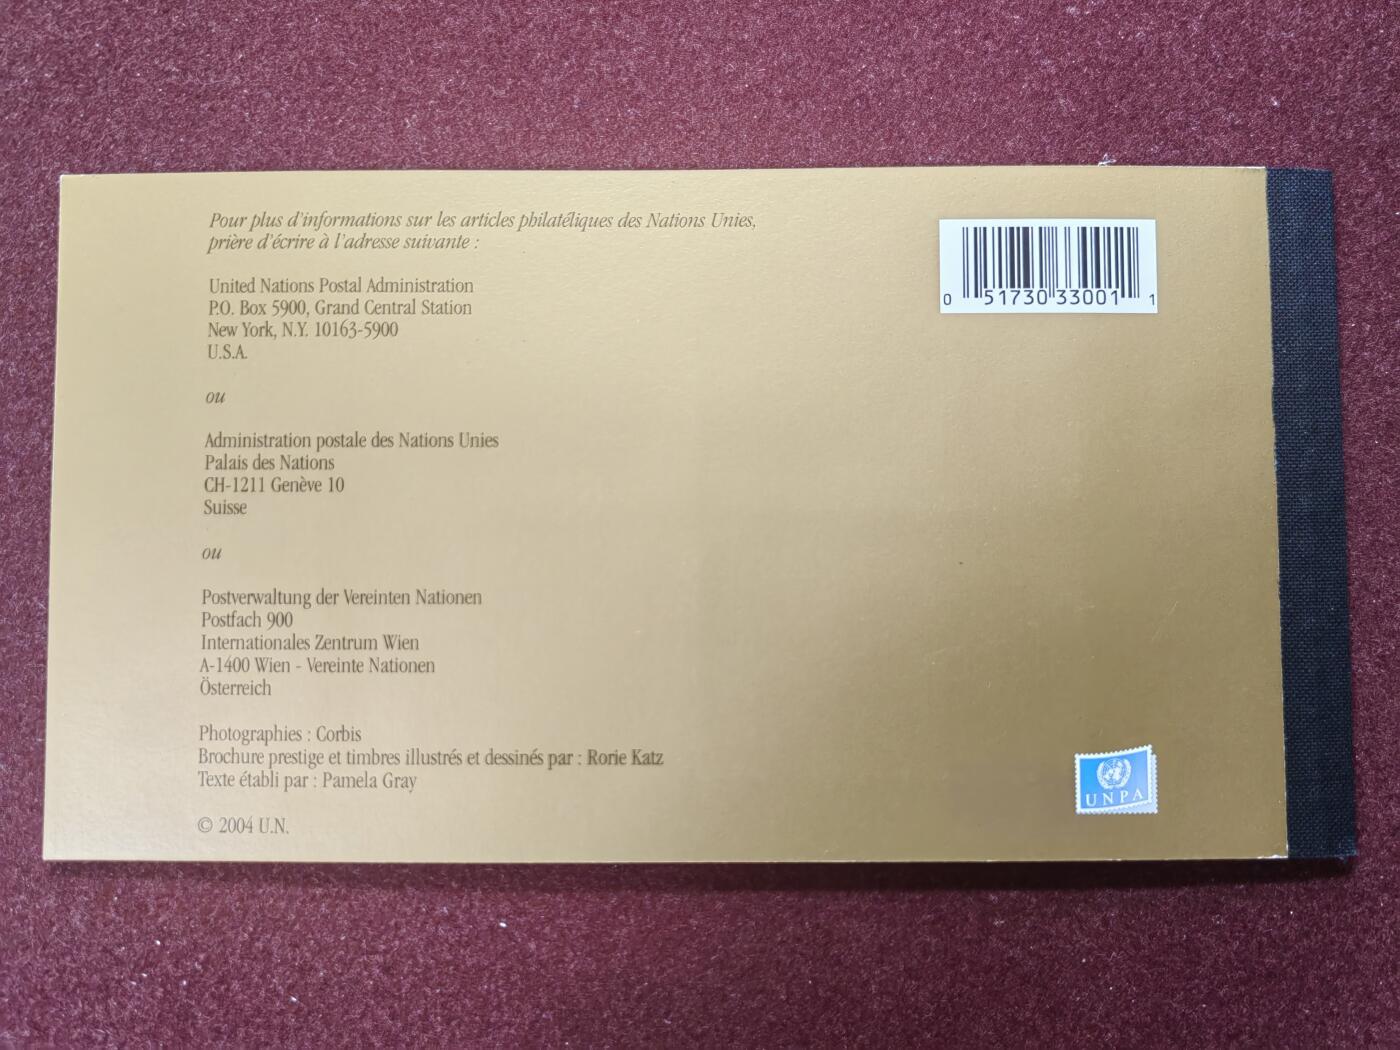 Pour plus d'informations sur les articles philatéliques des Nations Unies,
prière d'écrire à l'adresse suivante :
United Nations Postal Administration
P.O. Box 5900, Grand Central Station
New York, N.Y. 10163-5900
U.S.A.
ou
Administration postale des Nations Unies
Palais des Nations
CH-1211 Genève 10
Suisse
ou
Postverwaltung der Vereinten Nationen
Postfach 900
Internationales Zentrum Wien
A-1400 Wien - Vereinte Nationen
Österreich
Photographies : Corbis
Brochure prestige et timbres illustrés et dessinés par : Rorie Katz
Texte établi par : Pamela Gray
© 2004 U.N.
0 51730 33001 1
UNPA